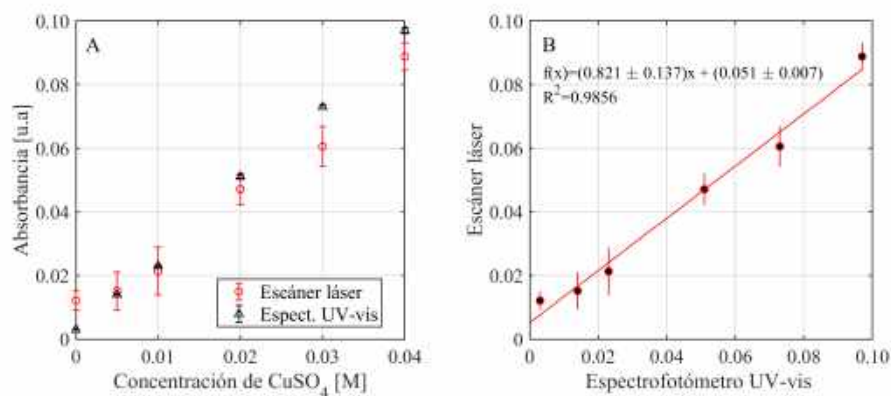 A
0.10
0.08
0.06
0.04
0.02
0
Absorbancia [u.a]
0 0.01 0.02 0.03 0.04
Concentración de CuSO4 [M]
Escáner láser
Espect. UV-vis
B
f(x)=(0.821 ± 0.137)x + (0.051 ± 0.007)
R²=0.9856
0.10
0.08
0.06
0.04
0.02
0
Escáner láser
0 0.02 0.04 0.06 0.08 0.10
Espectrofotómetro UV-vis